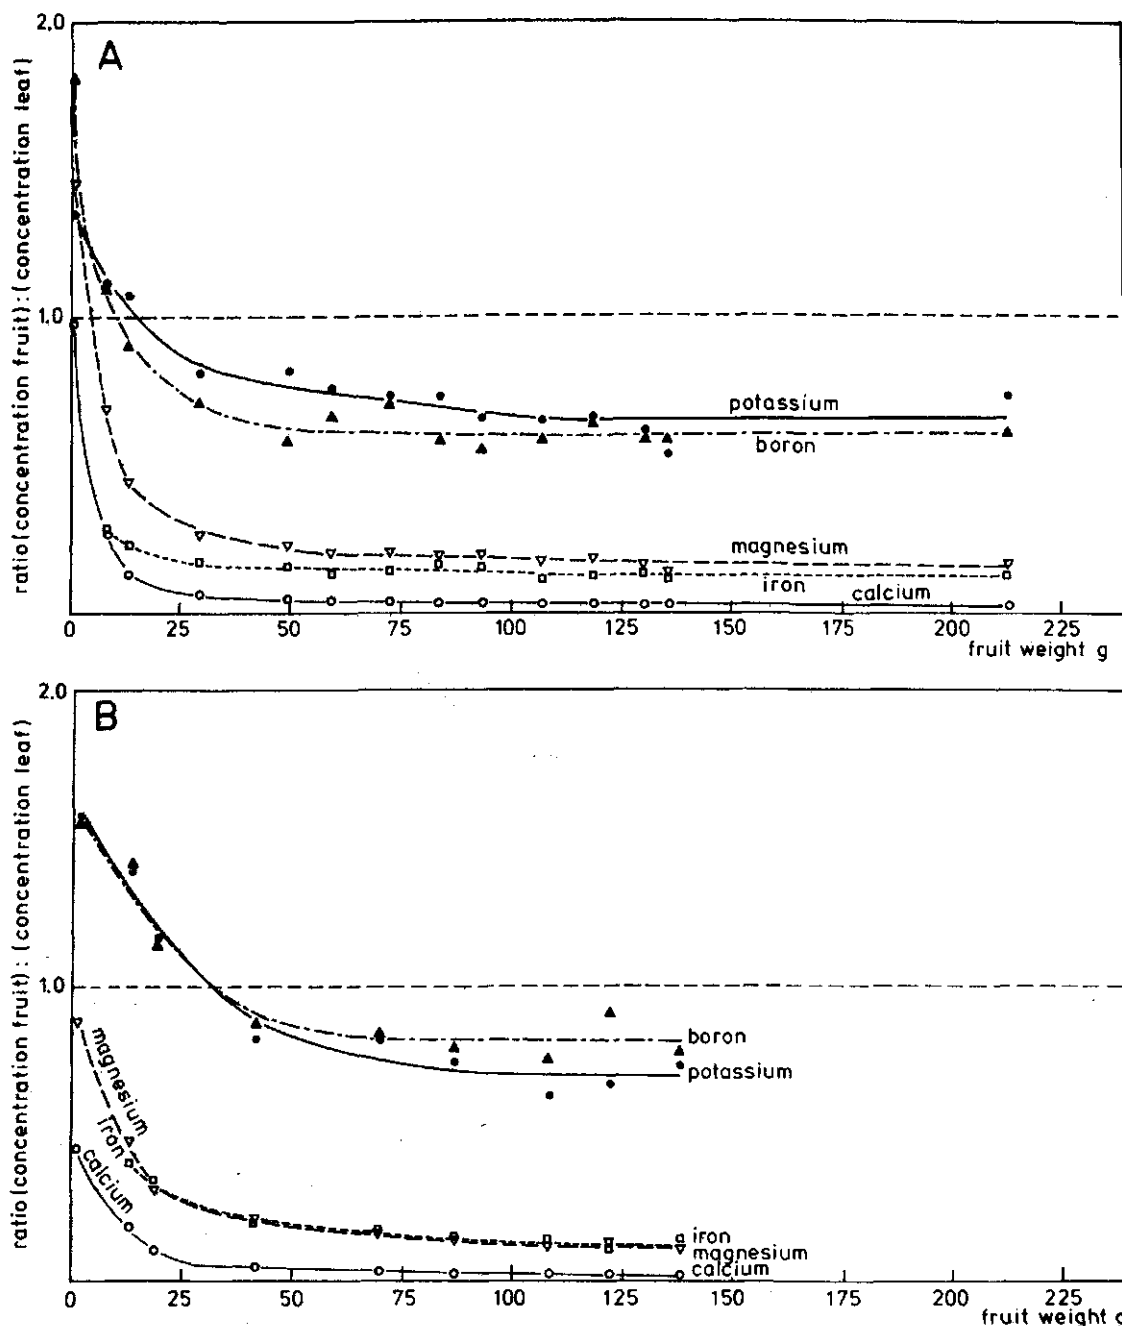 A
ratio (concentration fruit) : (concentration leaf)
2.0
1.0
potassium
boron
magnesium
iron
calcium
0 25 50 75 100 125 150 175 200 225
fruit weight g
B
ratio (concentration fruit) : (concentration leaf)
2.0
1.0
boron
potassium
magnesium
iron
calcium
iron
magnesium
calcium
0 25 50 75 100 125 150 175 200 225
fruit weight g